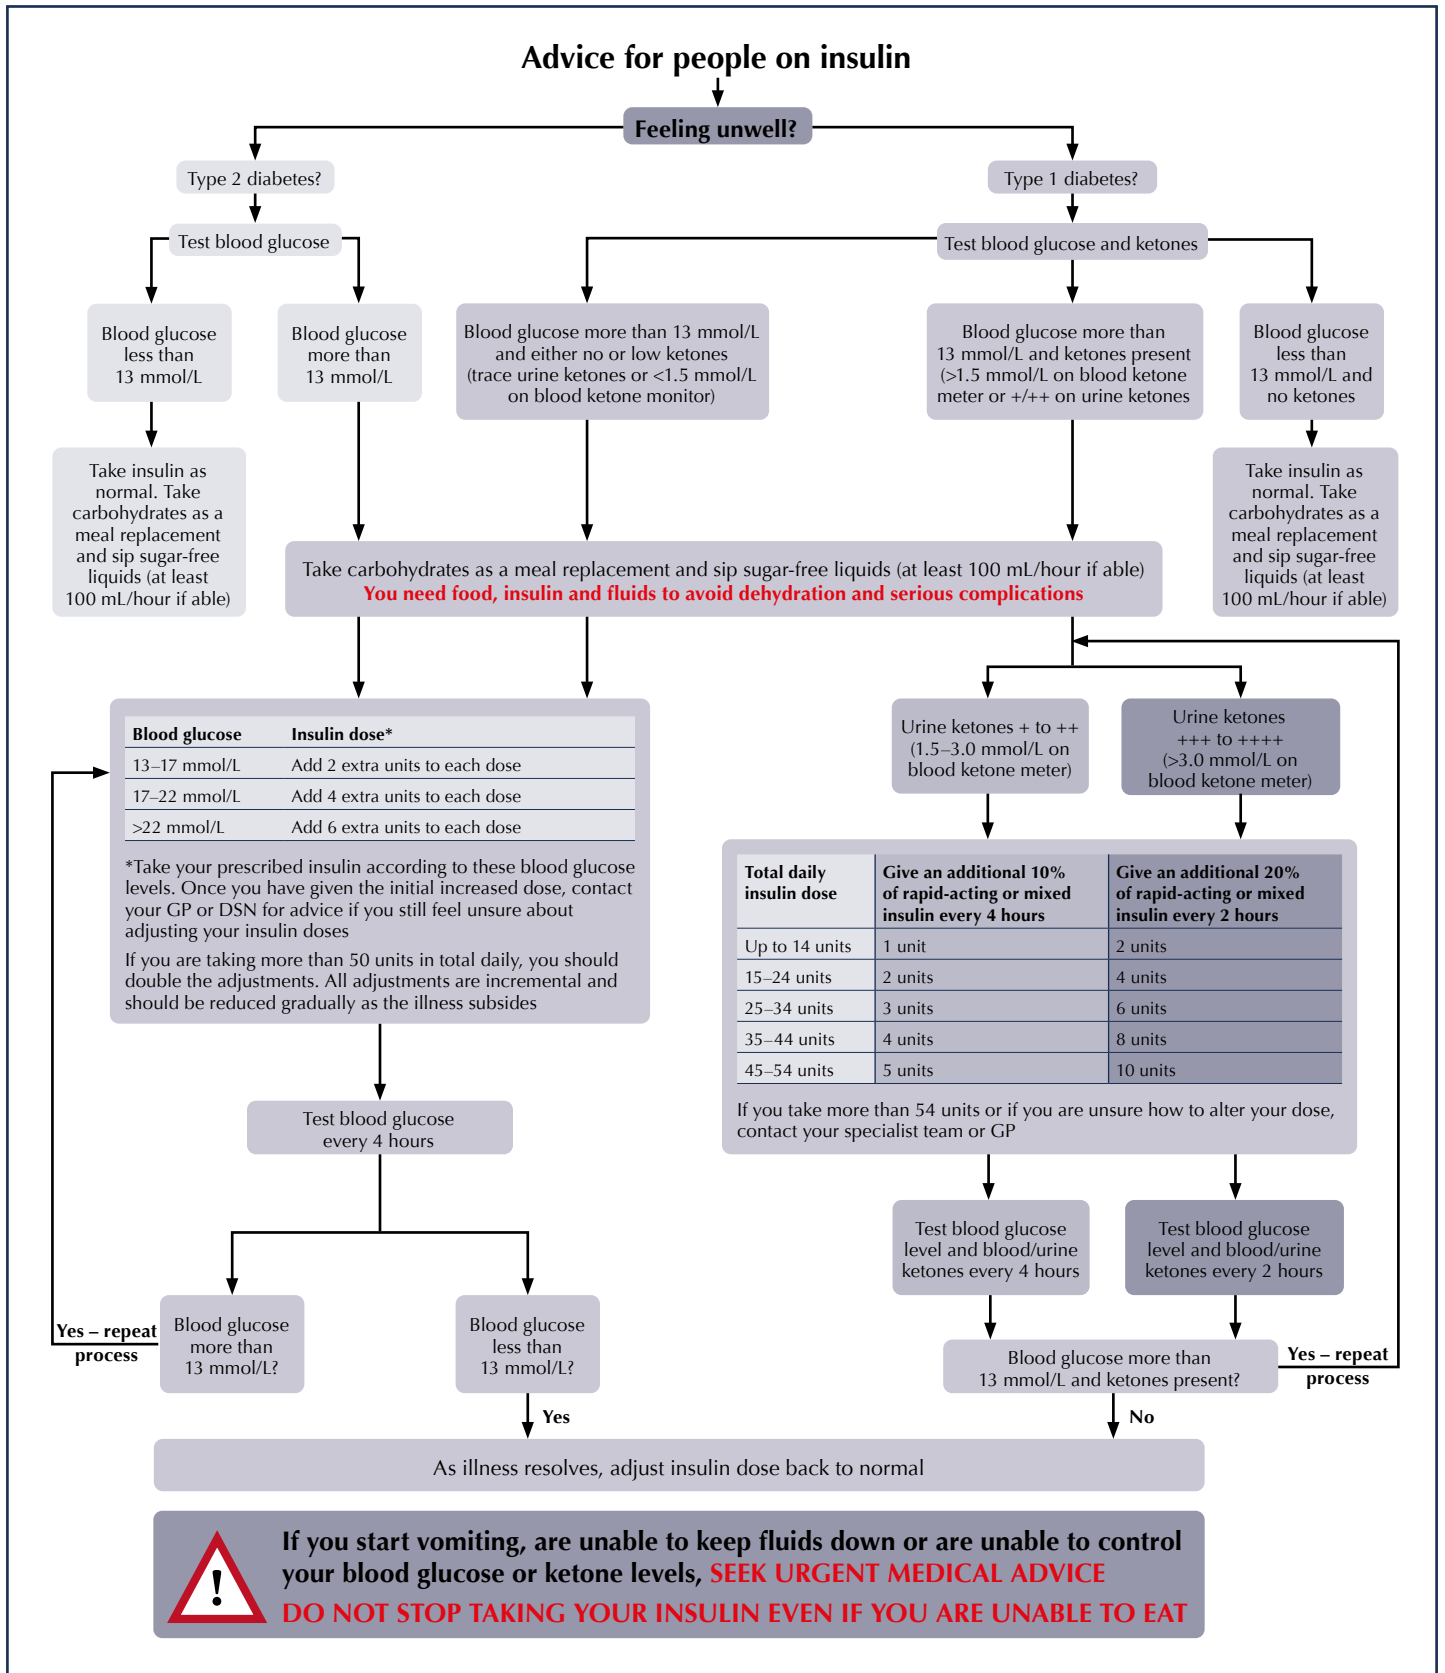 Advice for people on insulin
Feeling unwell?
Type 2 diabetes?
Type 1 diabetes?
Test blood glucose
Test blood glucose and ketones
Blood glucose
less than
13 mmol/L
Blood glucose
more than
13 mmol/L
Blood glucose more than 13 mmol/L
and either no or low ketones
(trace urine ketones or <1.5 mmol/L
on blood ketone monitor)
Blood glucose more than
13 mmol/L and ketones present
(>1.5 mmol/L on blood ketone
meter or +/++ on urine ketones
Blood glucose
less than
13 mmol/L and
no ketones
Take insulin as
normal. Take
carbohydrates as a
meal replacement
and sip sugar-free
liquids (at least
100 mL/hour if able)
Take carbohydrates as a meal replacement and sip sugar-free liquids (at least 100 mL/hour if able)
You need food, insulin and fluids to avoid dehydration and serious complications
Take insulin as
normal. Take
carbohydrates as a
meal replacement
and sip sugar-free
liquids (at least
100 mL/hour if able)
Blood glucose Insulin dose*
13–17 mmol/L Add 2 extra units to each dose
17–22 mmol/L Add 4 extra units to each dose
>22 mmol/L Add 6 extra units to each dose
*Take your prescribed insulin according to these blood glucose
levels. Once you have given the initial increased dose, contact
your GP or DSN for advice if you still feel unsure about
adjusting your insulin doses
If you are taking more than 50 units in total daily, you should
double the adjustments. All adjustments are incremental and
should be reduced gradually as the illness subsides
Urine ketones + to ++
(1.5–3.0 mmol/L on
blood ketone meter)
Urine ketones
+++ to ++++
(>3.0 mmol/L on
blood ketone meter)
Total daily
insulin dose
Give an additional 10%
of rapid-acting or mixed
insulin every 4 hours
Give an additional 20%
of rapid-acting or mixed
insulin every 2 hours
Up to 14 units 1 unit 2 units
15–24 units 2 units 4 units
25–34 units 3 units 6 units
35–44 units 4 units 8 units
45–54 units 5 units 10 units
If you take more than 54 units or if you are unsure how to alter your dose,
contact your specialist team or GP
Test blood glucose
every 4 hours
Test blood glucose
level and blood/urine
ketones every 4 hours
Test blood glucose
level and blood/urine
ketones every 2 hours
Yes – repeat
process
Blood glucose
more than
13 mmol/L?
Blood glucose
less than
13 mmol/L?
Blood glucose more than
13 mmol/L and ketones present?
Yes – repeat
process
Yes
No
As illness resolves, adjust insulin dose back to normal
!
If you start vomiting, are unable to keep fluids down or are unable to control
your blood glucose or ketone levels, SEEK URGENT MEDICAL ADVICE
DO NOT STOP TAKING YOUR INSULIN EVEN IF YOU ARE UNABLE TO EAT